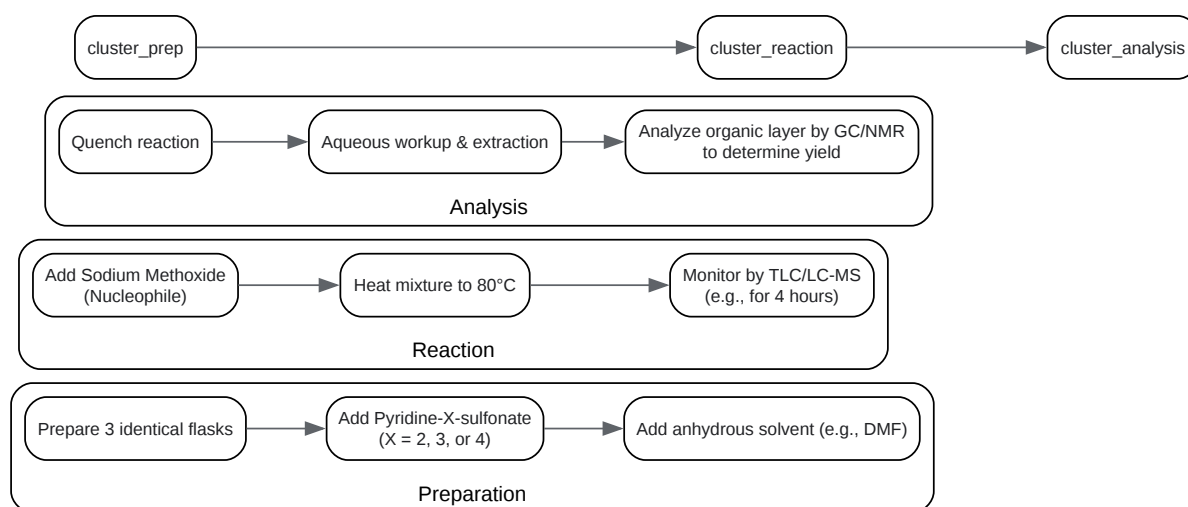 cluster_prep
cluster_reaction
cluster_analysis
Quench reaction
Aqueous workup & extraction
Analyze organic layer by GC/NMR
to determine yield
Analysis
Add Sodium Methoxide
(Nucleophile)
Heat mixture to 80°C
Monitor by TLC/LC-MS
(e.g., for 4 hours)
Reaction
Prepare 3 identical flasks
Add Pyridine-X-sulfonate
(X = 2, 3, or 4)
Add anhydrous solvent (e.g., DMF)
Preparation